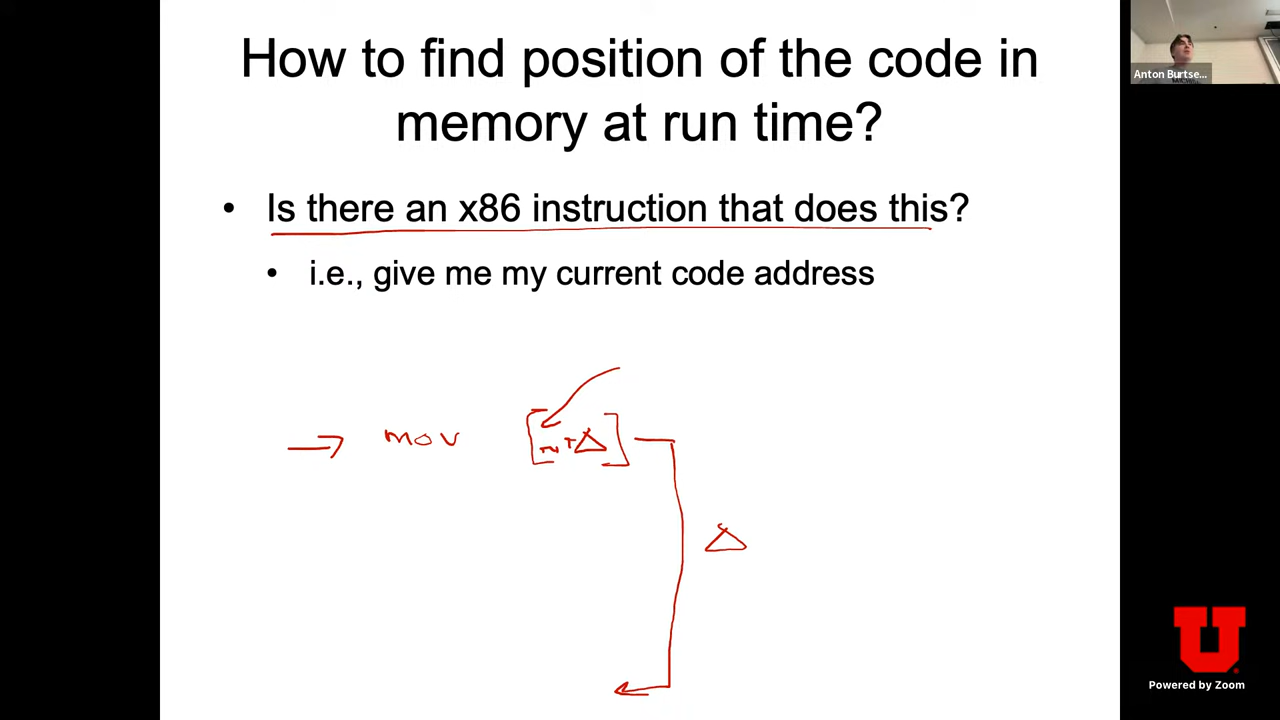 How to find position of the code in
memory at run time?
• Is there an x86 instruction that does this?
• i.e., give me my current code address
Anton Burtse...
→ mov [ +Δ]
Δ
U
Powered by Zoom